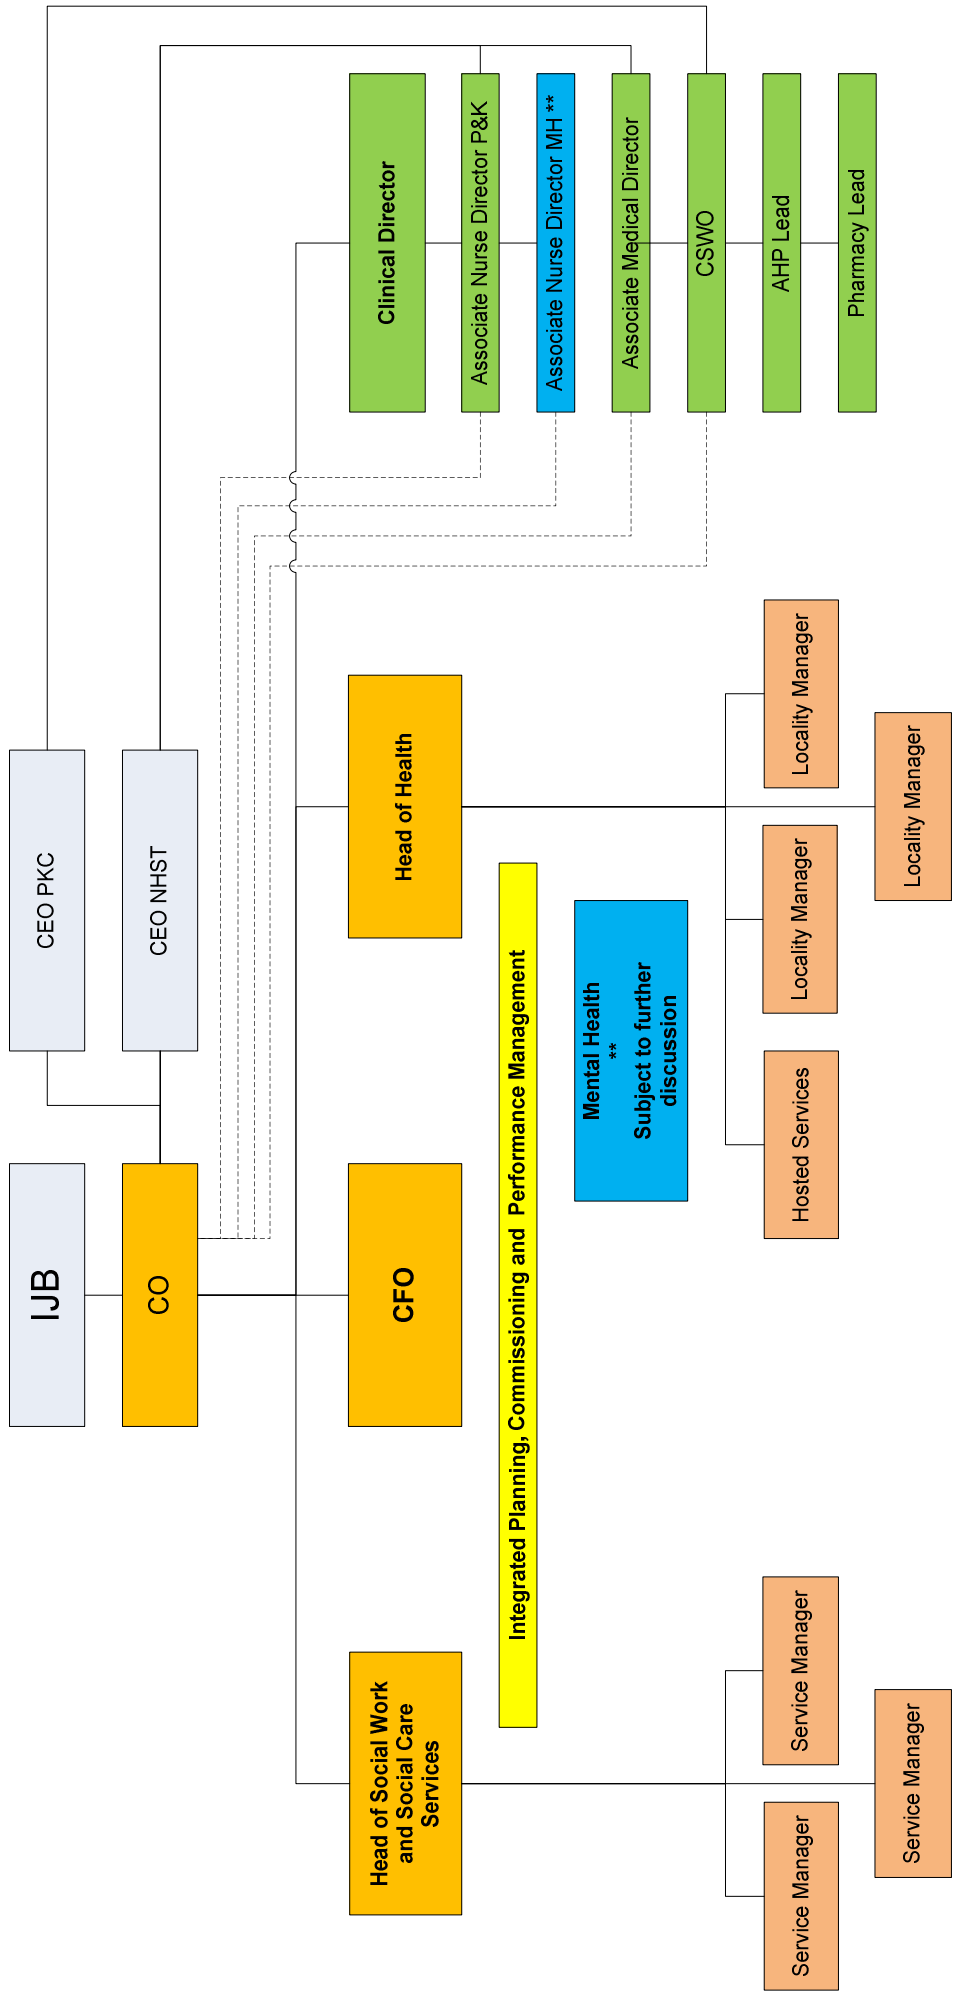 IJB
CEO PKC
CO
CEO NHST
Head of Social Work
and Social Care
Services
CFO
Head of Health
Clinical Director
Associate Nurse Director P&K
Associate Nurse Director MH **
Associate Medical Director
CSWO
AHP Lead
Pharmacy Lead
Integrated Planning, Commissioning and  Performance Management
Mental Health
**
Subject to further
discussion
Service Manager
Service Manager
Service Manager
Hosted Services
Locality Manager
Locality Manager
Locality Manager